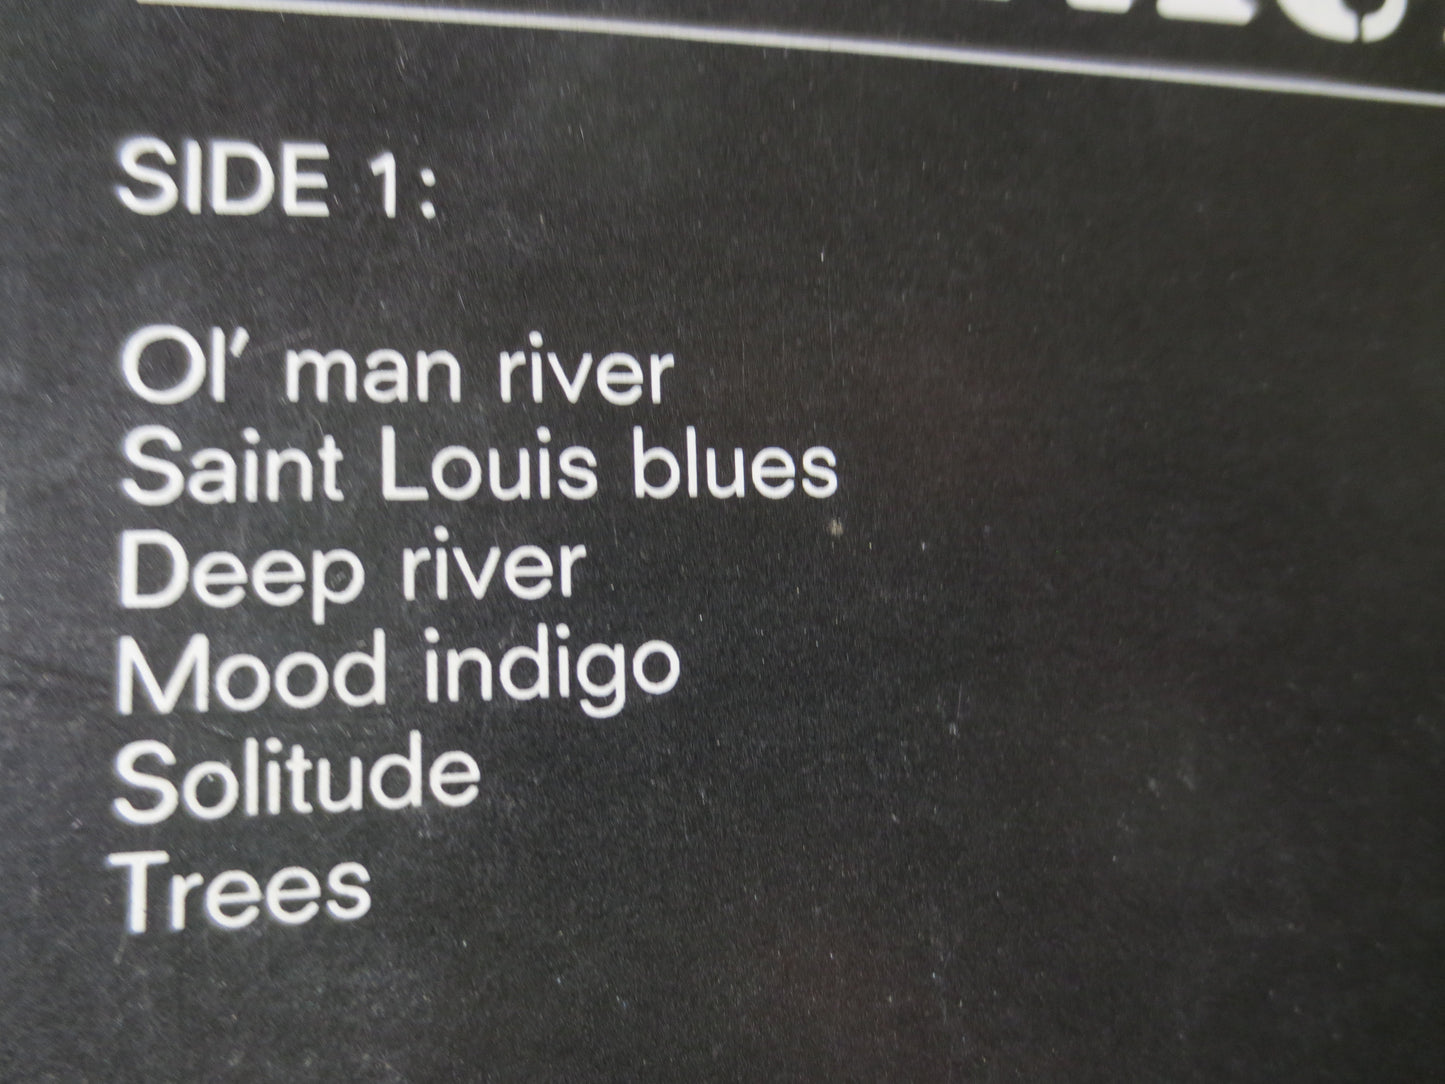 SIDE 1:
Ol' man river
Saint Louis blues
Deep river
Mood indigo
Solitude
Trees